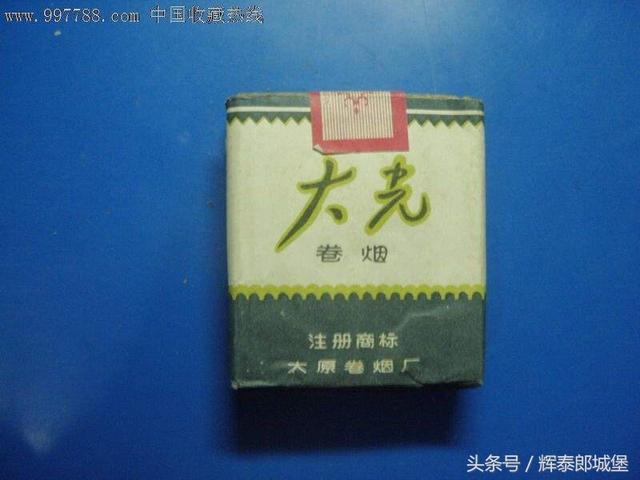 www.997788.com 中国收藏热线
大光
卷烟
注册商标
太原卷烟厂
头条号/辉泰郎城堡